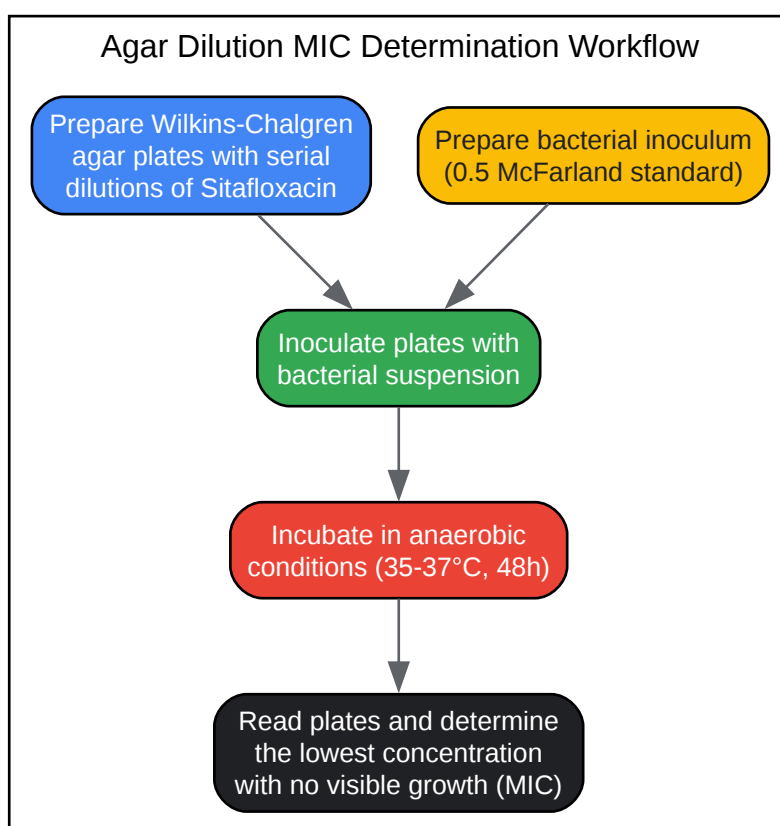 Agar Dilution MIC Determination Workflow
Prepare Wilkins-Chalgren
agar plates with serial
dilutions of Sitafloxacin
Prepare bacterial inoculum
(0.5 McFarland standard)
Inoculate plates with
bacterial suspension
Incubate in anaerobic
conditions (35-37°C, 48h)
Read plates and determine
the lowest concentration
with no visible growth (MIC)